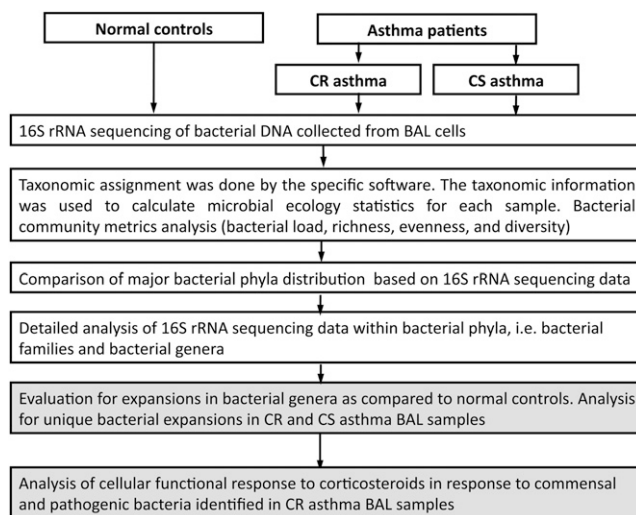 Normal controls
Asthma patients
CR asthma
CS asthma
16S rRNA sequencing of bacterial DNA collected from BAL cells
Taxonomic assignment was done by the specific software. The taxonomic information
was used to calculate microbial ecology statistics for each sample. Bacterial
community metrics analysis (bacterial load, richness, evenness, and diversity)
Comparison of major bacterial phyla distribution based on 16S rRNA sequencing data
Detailed analysis of 16S rRNA sequencing data within bacterial phyla, i.e. bacterial
families and bacterial genera
Evaluation for expansions in bacterial genera as compared to normal controls. Analysis
for unique bacterial expansions in CR and CS asthma BAL samples
Analysis of cellular functional response to corticosteroids in response to commensal
and pathogenic bacteria identified in CR asthma BAL samples